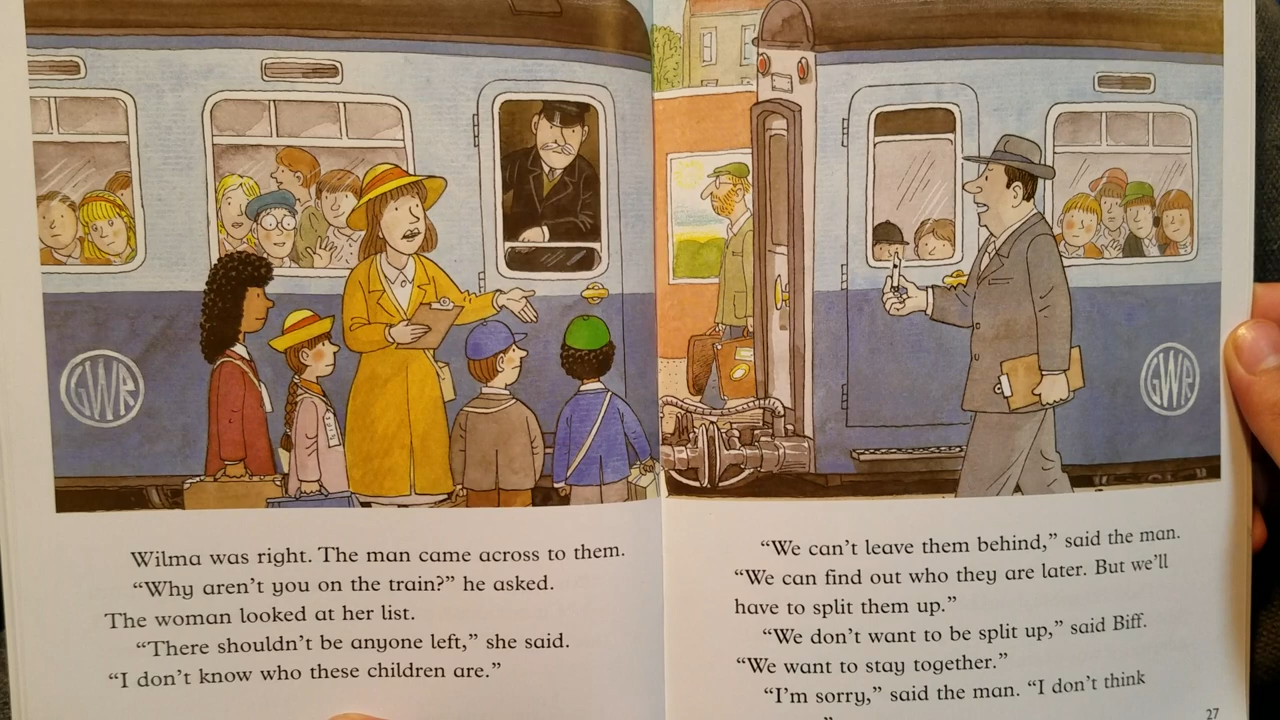 GWR
GWR
Wilma was right. The man came across to them.
“Why aren’t you on the train?” he asked.
The woman looked at her list.
“There shouldn’t be anyone left,” she said.
“I don’t know who these children are.”
“We can’t leave them behind,” said the man.
“We can find out who they are later. But we’ll
have to split them up.”
“We don’t want to be split up,” said Biff.
“We want to stay together.”
“I’m sorry,” said the man. “I don’t think
27